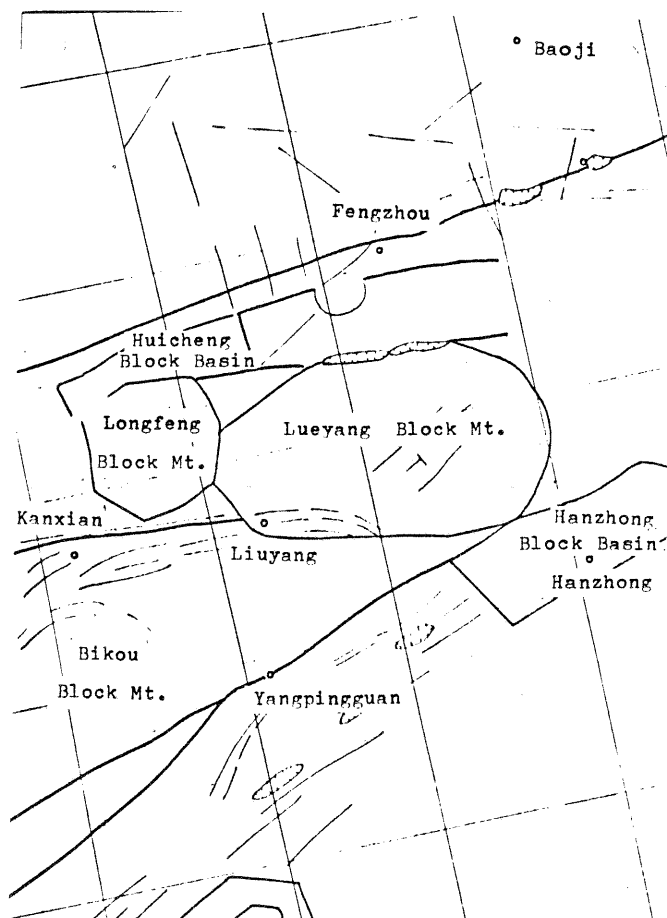 Baoji
Fengzhou
Huicheng
Block Basin
Longfeng
Block Mt.
Lueyang Block Mt.
Kanxian
Liuyang
Hanzhong
Block Basin
Hanzhong
Bikou
Block Mt.
Yangpingguan